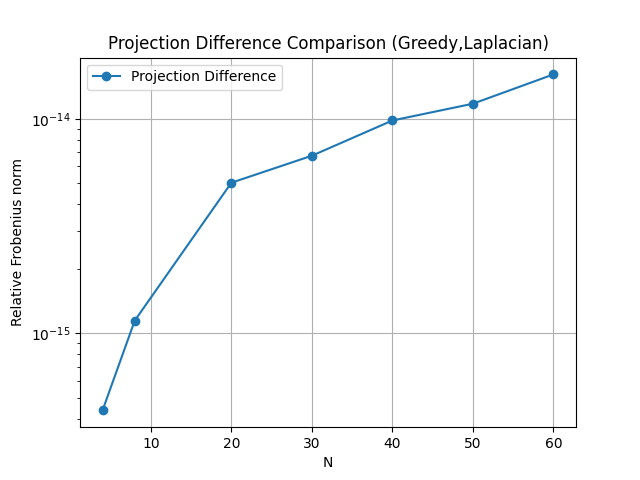 Projection Difference Comparison (Greedy,Laplacian)
Projection Difference
10⁻¹⁴
10⁻¹⁵
Relative Frobenius norm
10 20 30 40 50 60
N